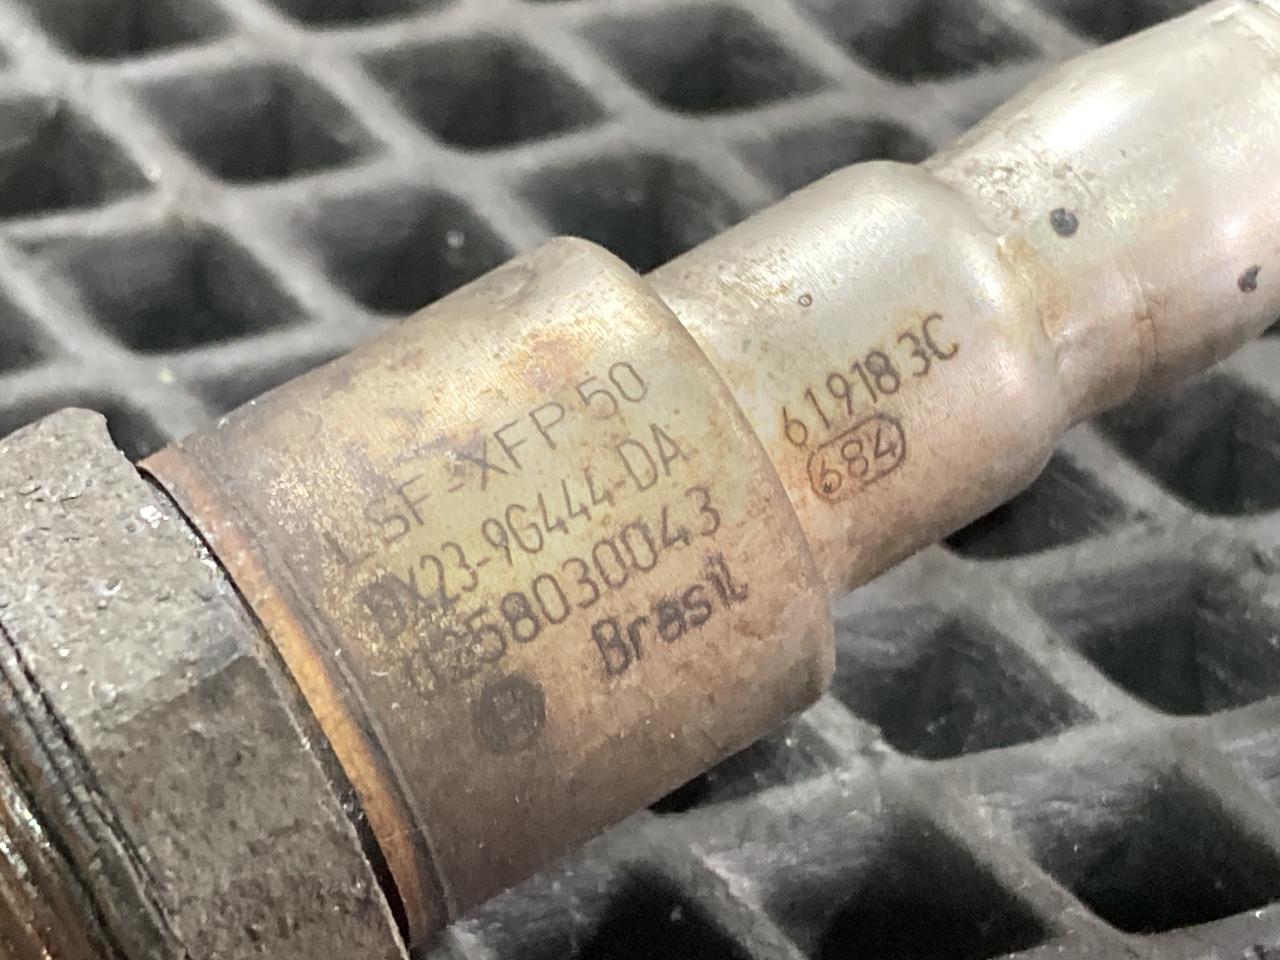 LSF-XFP 50
DX23-9G444-DA
0258030043
Brasil
619183C
684